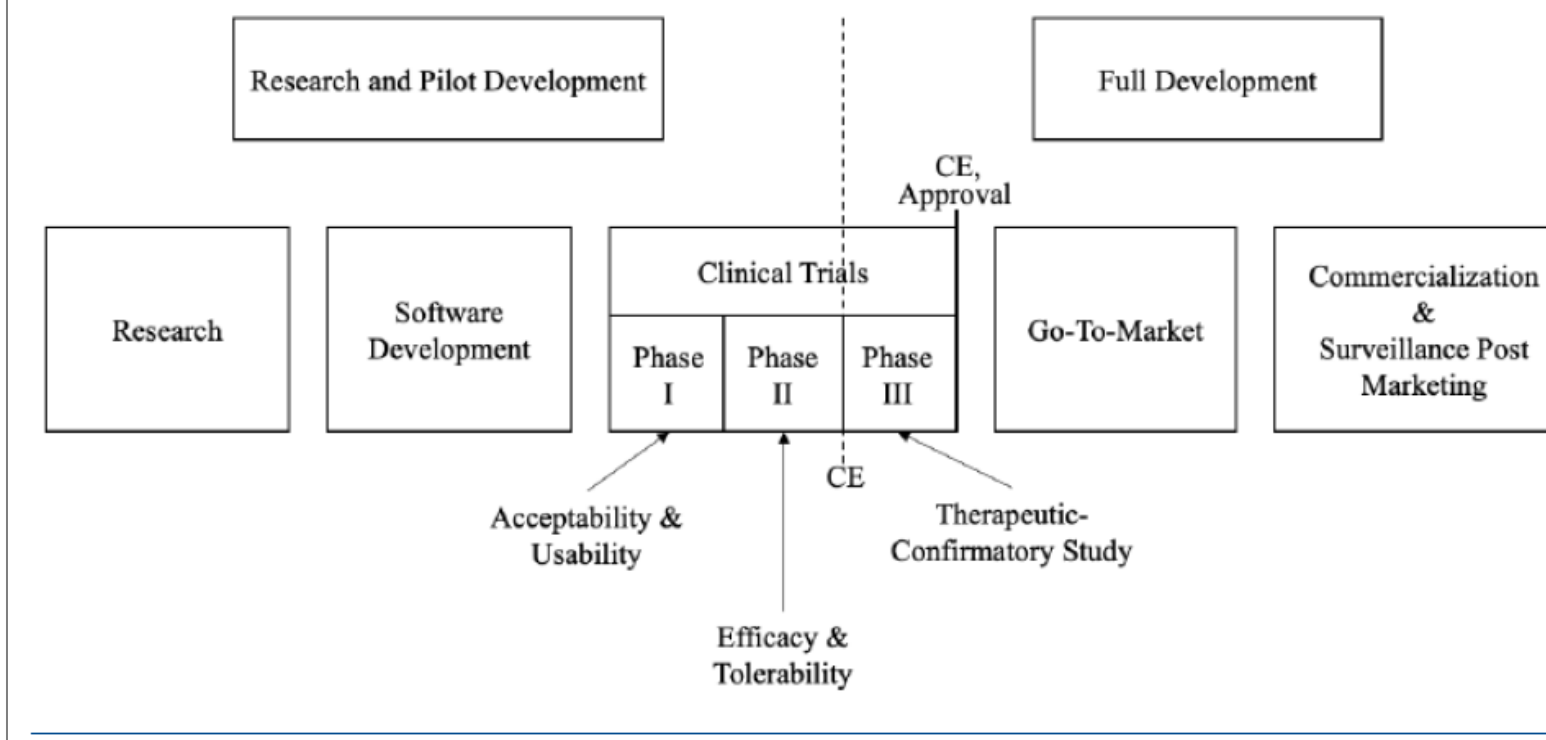 Research and Pilot Development
Full Development
CE,
Approval
Research
Software
Development
Clinical Trials
Phase
I
Phase
II
Phase
III
Go-To-Market
Commercialization
&
Surveillance Post
Marketing
CE
Acceptability &
Usability
Therapeutic-
Confirmatory Study
Efficacy &
Tolerability